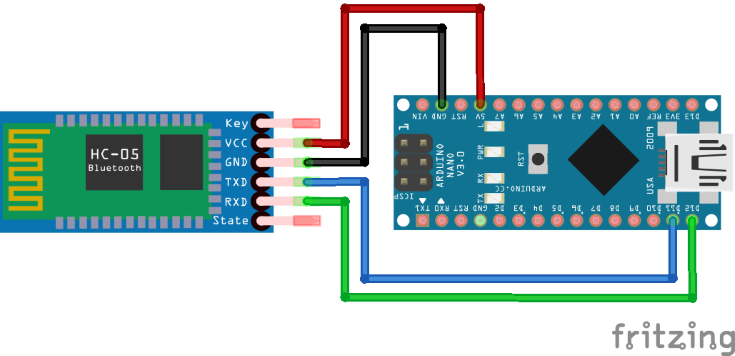 Key
VCC
GND
TXD
RXD
State
HC-05
Bluetooth
VIN GND RST 5V A7 A6 A5 A4 A3 A2 A1 A0 REF 3V3 D13
1
L
PWR
RX
TX
ICSP
ARDUINO
NANO
V3.0
ARDUINO.CC
RST
2009
USA
TX1 RX0 RST GND D2 D3 D4 D5 D6 D7 D8 D9 D10 D11 D12
fritzing